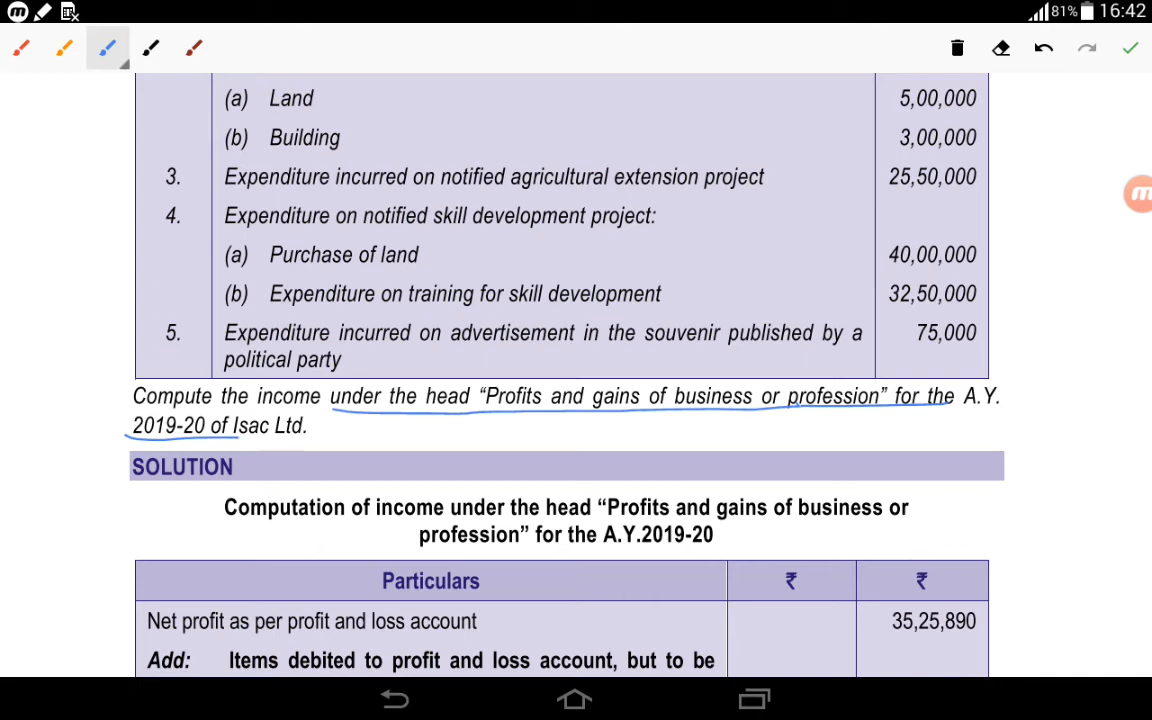 81% 16:42
(a) Land 5,00,000
(b) Building 3,00,000
3. Expenditure incurred on notified agricultural extension project 25,50,000
4. Expenditure on notified skill development project:
(a) Purchase of land 40,00,000
(b) Expenditure on training for skill development 32,50,000
5. Expenditure incurred on advertisement in the souvenir published by a 75,000
political party
Compute the income under the head “Profits and gains of business or profession” for the A.Y.
2019-20 of Isac Ltd.
SOLUTION
Computation of income under the head “Profits and gains of business or
profession” for the A.Y.2019-20
Particulars ₹ ₹
Net profit as per profit and loss account 35,25,890
Add: Items debited to profit and loss account, but to be